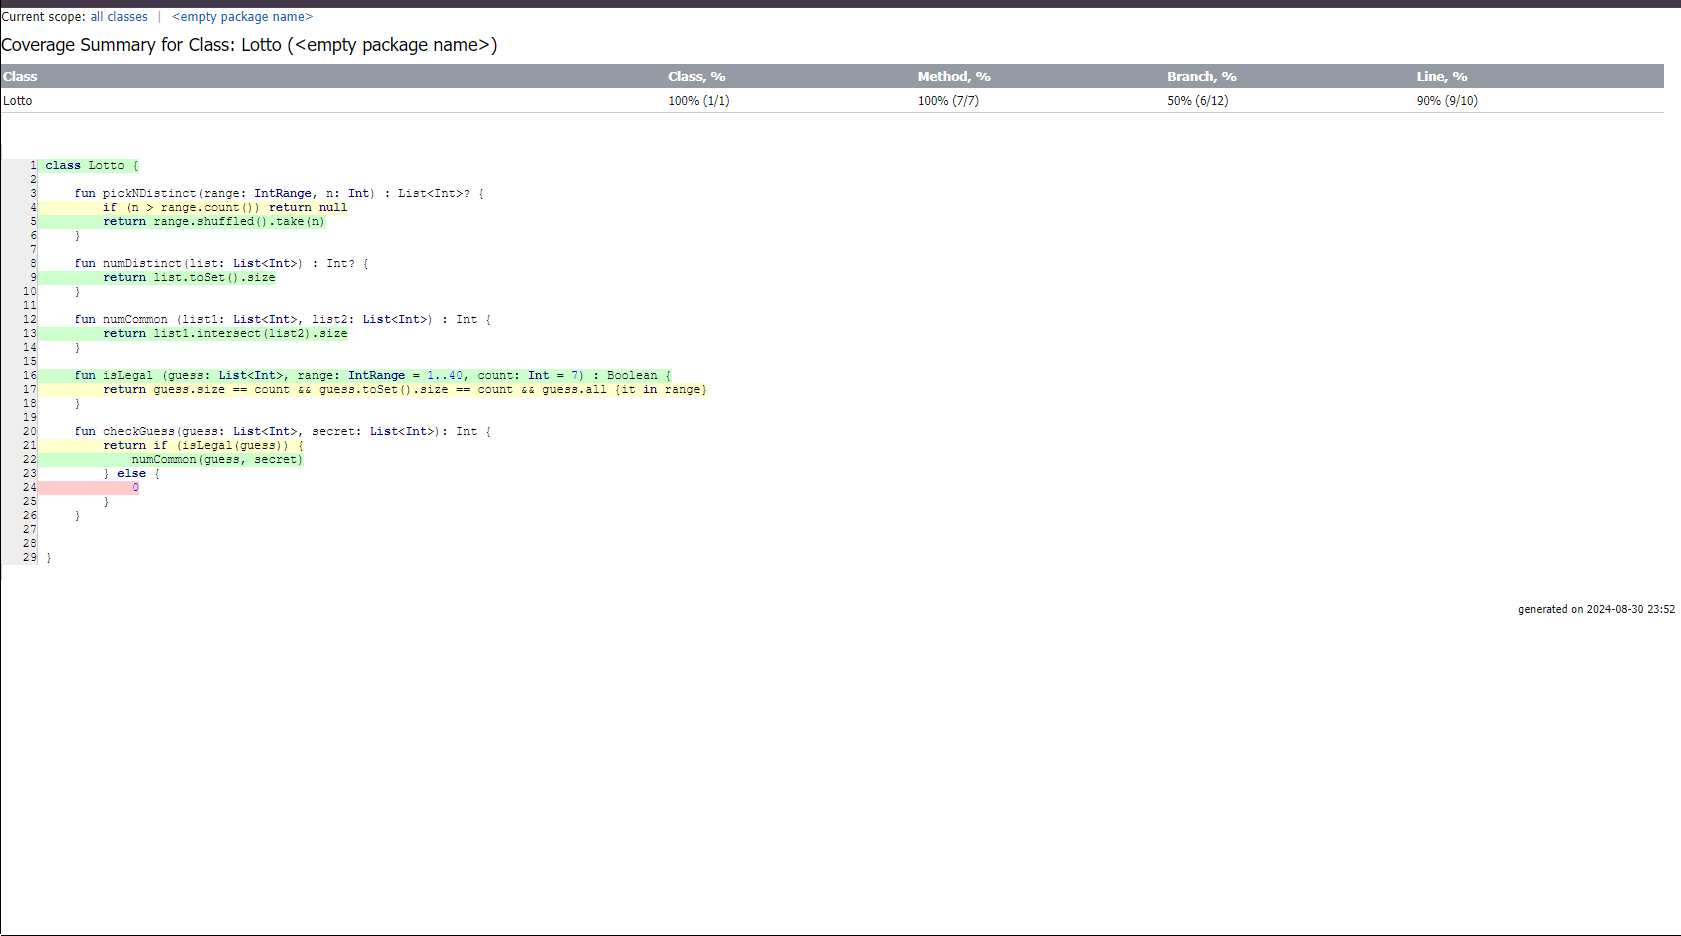 Current scope: all classes | <empty package name>
Coverage Summary for Class: Lotto (<empty package name>)
Class Class, % Method, % Branch, % Line, %
Lotto 100% (1/1) 100% (7/7) 50% (6/12) 90% (9/10)
1 class Lotto {
2
3 fun pickNDistinct(range: IntRange, n: Int) : List<Int>? {
4 if (n > range.count()) return null
5 return range.shuffled().take(n)
6 }
7
8 fun numDistinct(list: List<Int>) : Int? {
9 return list.toSet().size
10 }
11
12 fun numCommon (list1: List<Int>, list2: List<Int>) : Int {
13 return list1.intersect(list2).size
14 }
15
16 fun isLegal (guess: List<Int>, range: IntRange = 1..40, count: Int = 7) : Boolean {
17 return guess.size == count && guess.toSet().size == count && guess.all {it in range}
18 }
19
20 fun checkGuess(guess: List<Int>, secret: List<Int>): Int {
21 return if (isLegal(guess)) {
22 numCommon(guess, secret)
23 } else {
24 0
25 }
26 }
27
28
29 }
generated on 2024-08-30 23:52